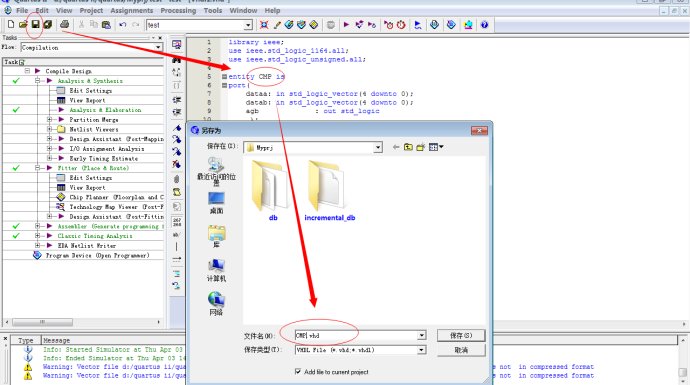 File Edit View Project Assignments Processing Tools Window Help
test
Tasks
Flow: Compilation
Task
Compile Design
Analysis & Synthesis
Edit Settings
View Report
Analysis & Elaboration
Partition Merge
Netlist Viewers
Design Assistant (Post-Mapping
I/O Assignment Analysis
Early Timing Estimate
Fitter (Place & Route)
Edit Settings
View Report
Chip Planner (Floorplan and C
Technology Map Viewer (Post-F
Design Assistant (Post-Fittin
Assembler (Generate programming f
Classic Timing Analysis
EDA Netlist Writer
Program Device (Open Programmer)
1 library ieee;
2 use ieee.std_logic_1164.all;
3 use ieee.std_logic_unsigned.all;
4
5 entity CMP is
6 port(
7 dataa: in std_logic_vector(4 downto 0);
8 datab: in std_logic_vector(4 downto 0);
9 agb : out std_logic
另存为
保存在(I): Myprj
最近访问的位置
桌面
库
计算机
网络
db
incremental_db
文件名(N): CMP.vhd
保存(S)
保存类型(T): VHDL File (*.vhd;*.vhdl)
取消
Add file to current project
Type Message
Info: Started Simulator at Thu Apr 03
Info: Ended Simulator at Thu Apr 03 14
Warning: Vector file d:/quartus ii/qua
s not in compressed format
Warning: Vector file d:/quartus ii/qua
s not in compressed format